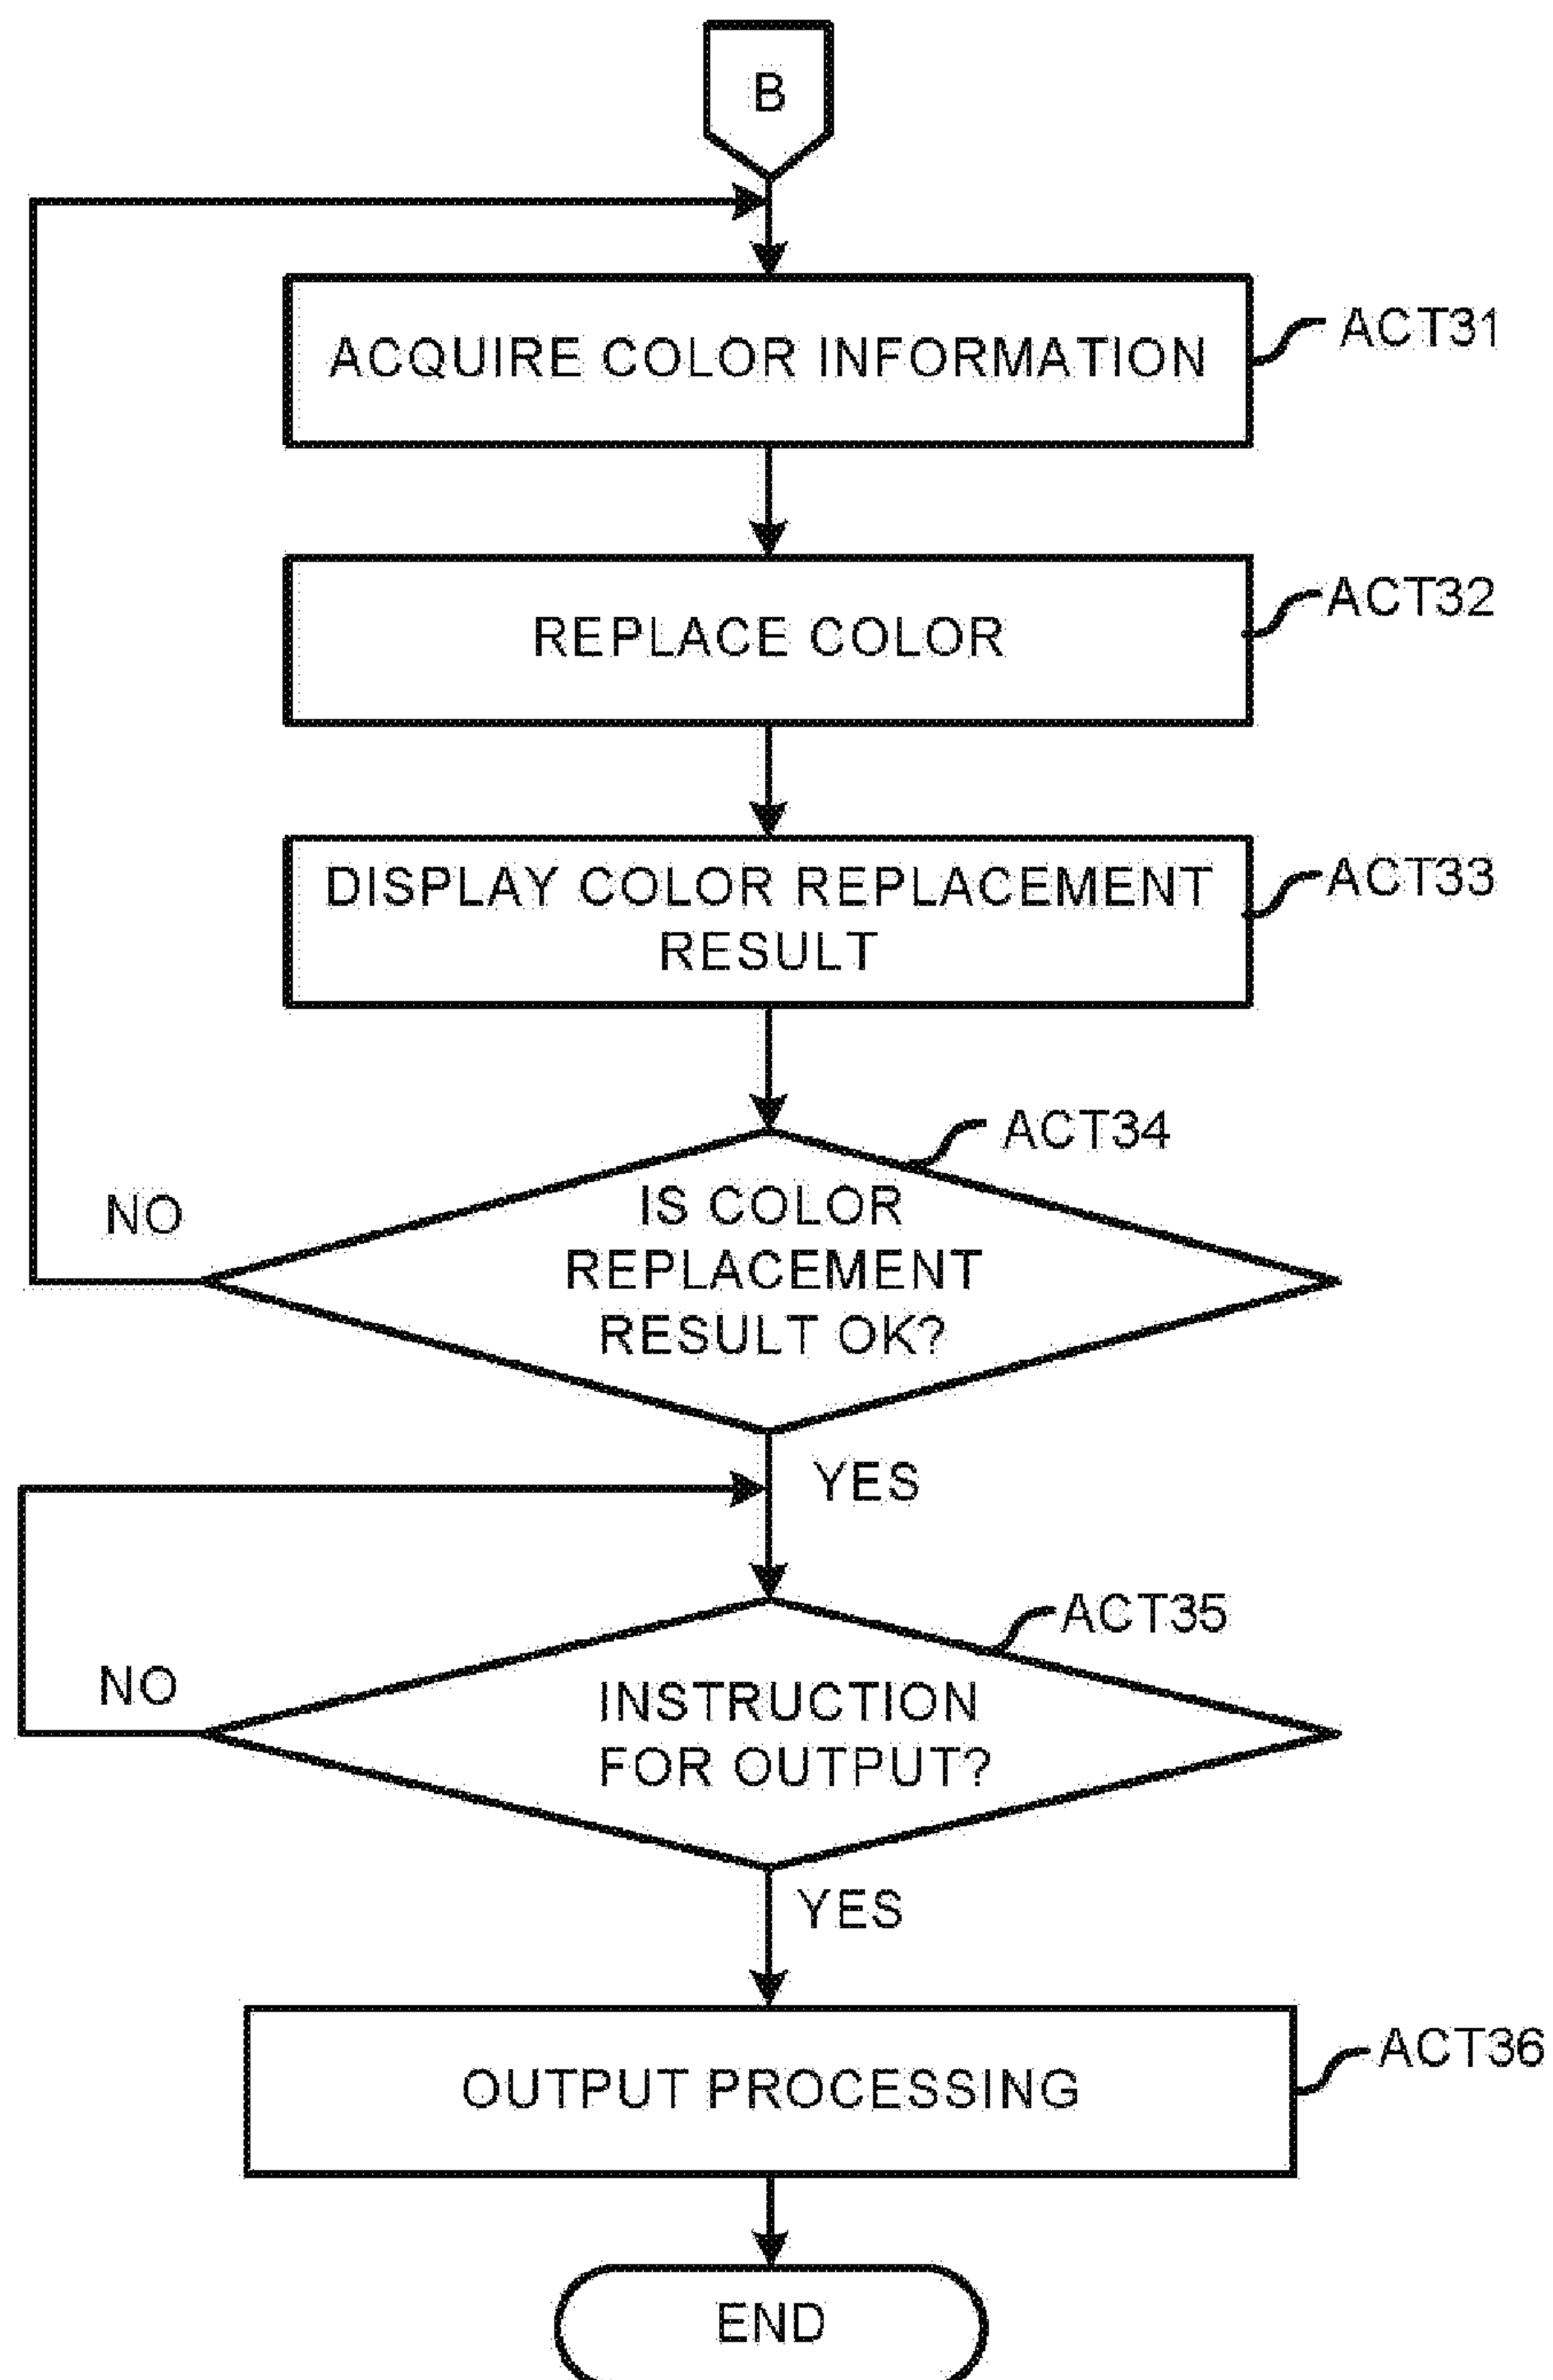 B
ACQUIRE COLOR INFORMATION
ACT31
REPLACE COLOR
ACT32
DISPLAY COLOR REPLACEMENT
RESULT
ACT33
ACT34
IS COLOR
REPLACEMENT
RESULT OK?
NO
YES
ACT35
INSTRUCTION
FOR OUTPUT?
NO
YES
OUTPUT PROCESSING
ACT36
END